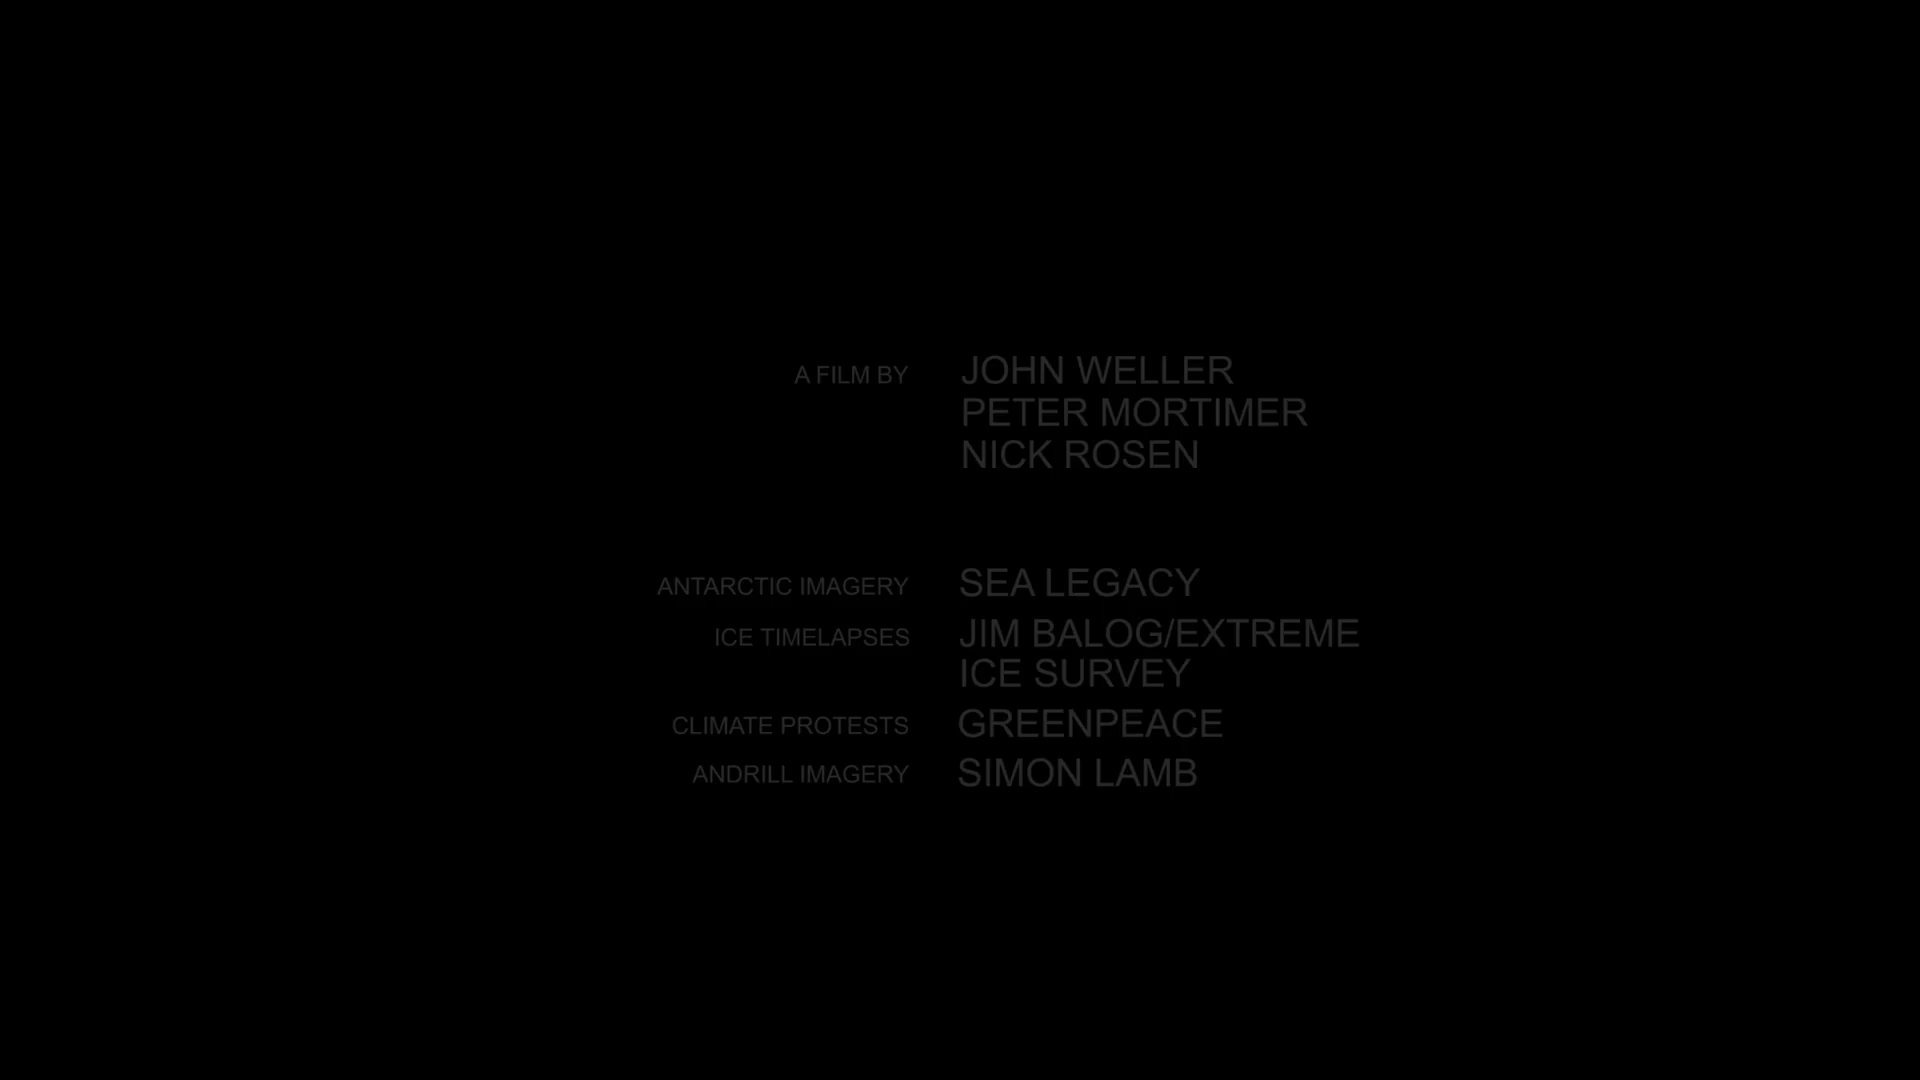 A FILM BY JOHN WELLER
PETER MORTIMER
NICK ROSEN
ANTARCTIC IMAGERY SEA LEGACY
ICE TIMELAPSES JIM BALOG/EXTREME
ICE SURVEY
CLIMATE PROTESTS GREENPEACE
ANDRILL IMAGERY SIMON LAMB